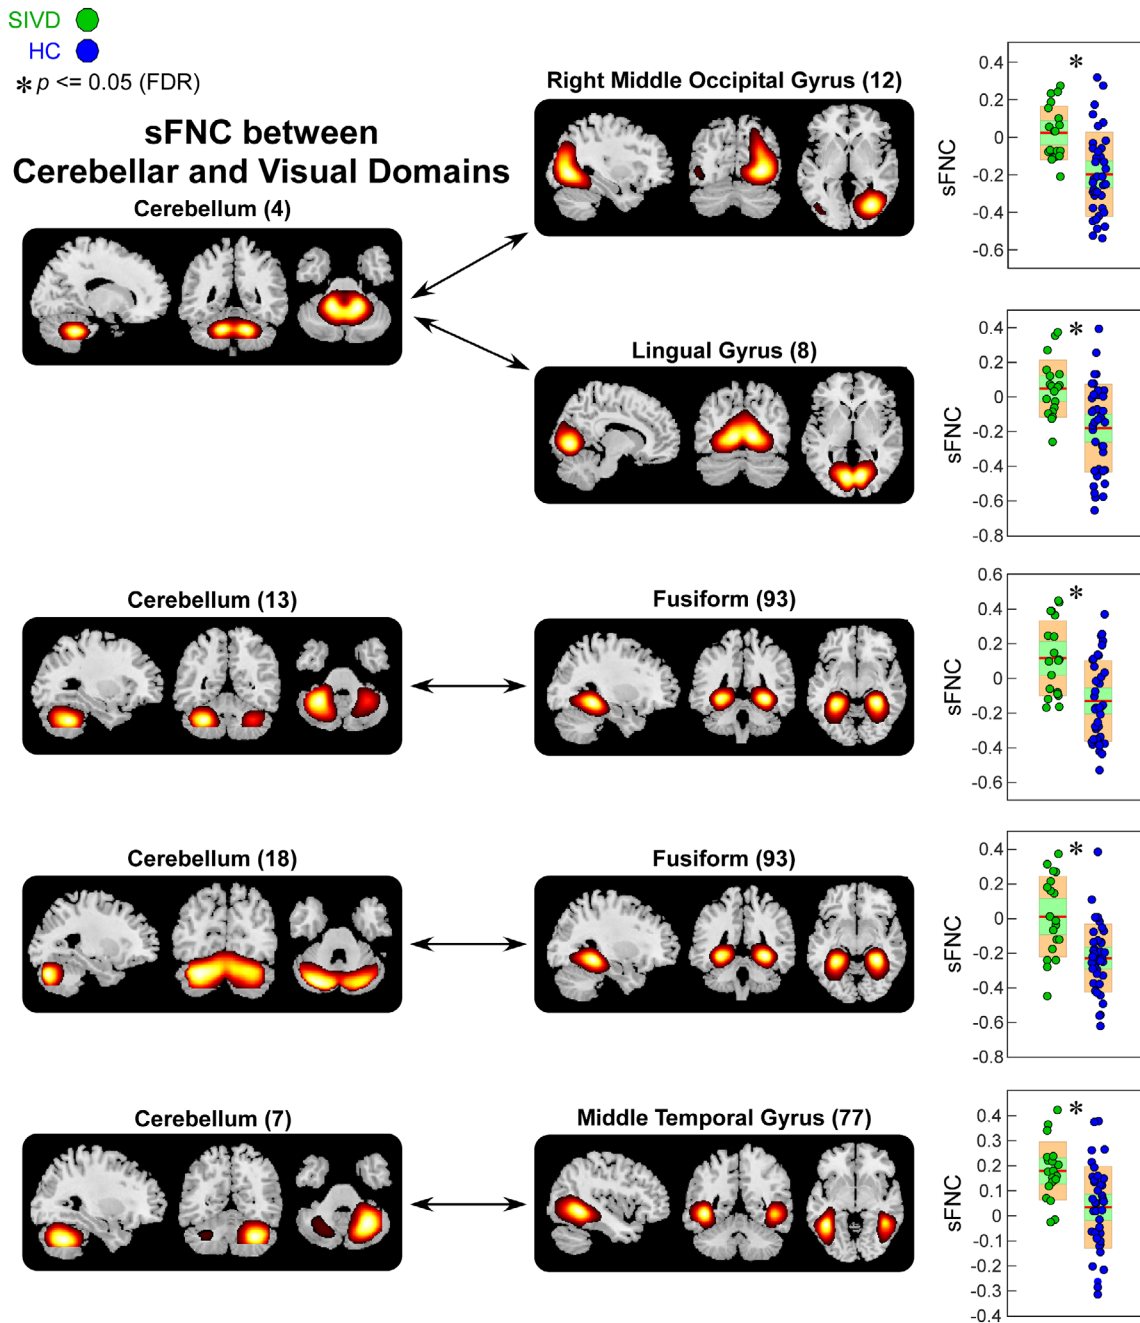 SIVD
HC
* p <= 0.05 (FDR)
sFNC between
Cerebellar and Visual Domains
Cerebellum (4)
Right Middle Occipital Gyrus (12)
sFNC
*
0.4
0.2
0
-0.2
-0.4
-0.6
Lingual Gyrus (8)
sFNC
*
0.4
0.2
0
-0.2
-0.4
-0.6
-0.8
Cerebellum (13)
Fusiform (93)
sFNC
*
0.6
0.4
0.2
0
-0.2
-0.4
-0.6
Cerebellum (18)
Fusiform (93)
sFNC
*
0.4
0.2
0
-0.2
-0.4
-0.6
-0.8
Cerebellum (7)
Middle Temporal Gyrus (77)
sFNC
*
0.4
0.3
0.2
0.1
0
-0.1
-0.2
-0.3
-0.4